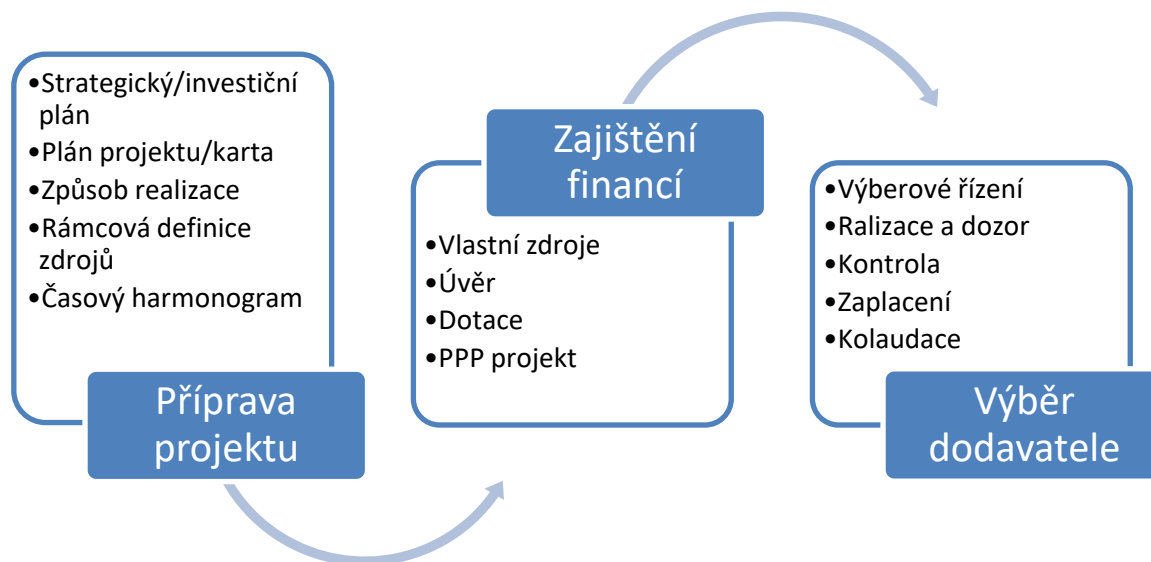 •Strategický/investiční
plán
•Plán projektu/karta
•Způsob realizace
•Rámcová definice
zdrojů
•Časový harmonogram
Příprava
projektu
Zajištění
financí
•Vlastní zdroje
•Úvěr
•Dotace
•PPP projekt
•Výberové řízení
•Ralizace a dozor
•Kontrola
•Zaplacení
•Kolaudace
Výběr
dodavatele